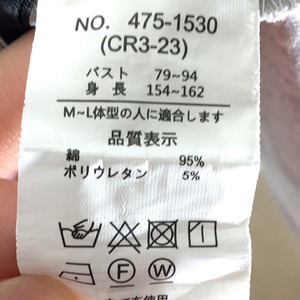 NO. 475-1530
(CR3-23)
バスト 79~94
身長 154~162
M~L体型の人に適合します
品質表示
綿 95%
ポリウレタン 5%
F W